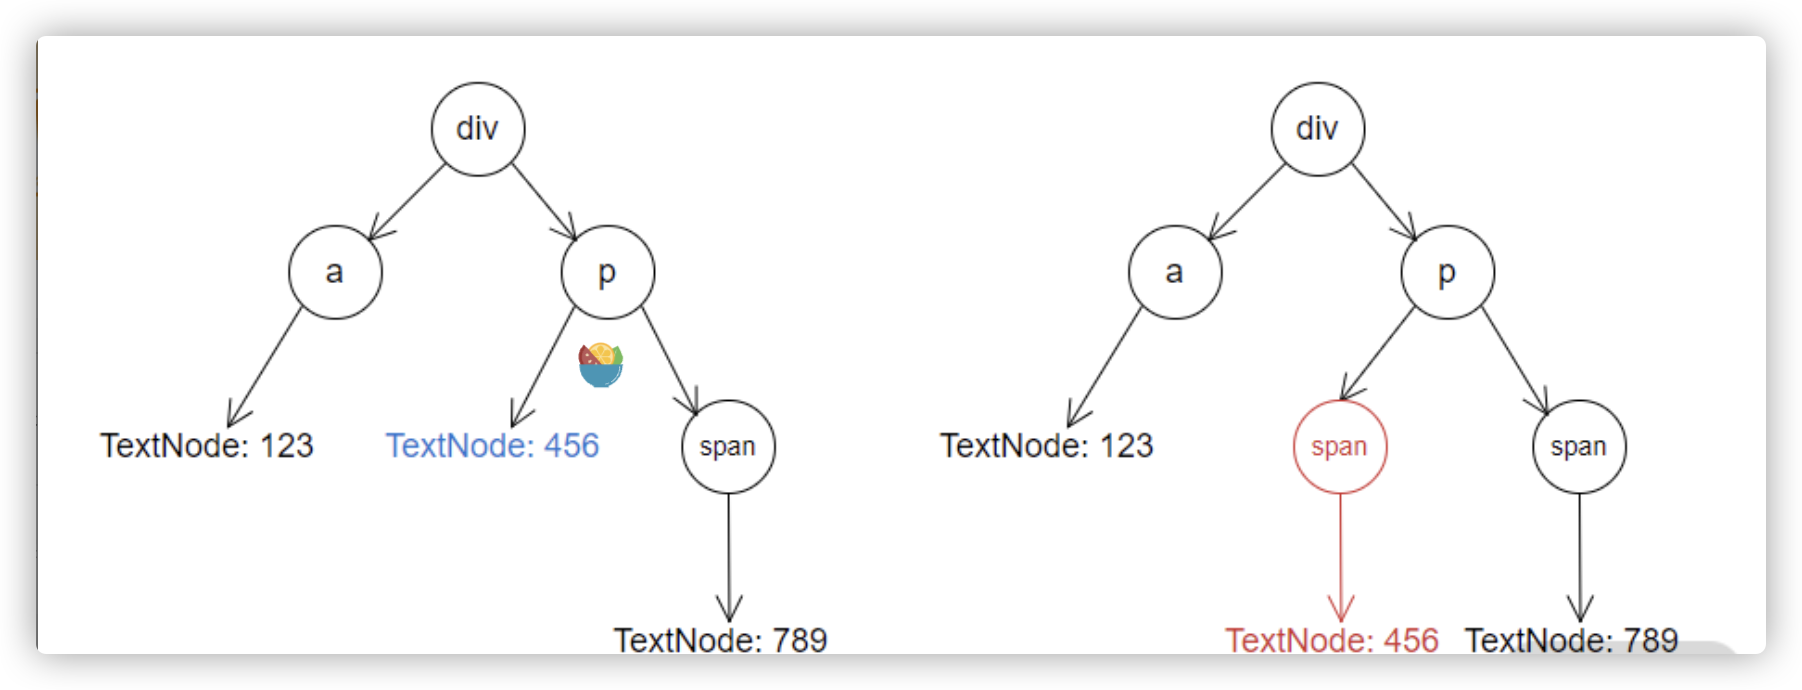 div
div
a
p
a
p
TextNode: 123
TextNode: 456
span
TextNode: 123
span
span
TextNode: 789
TextNode: 456
TextNode: 789